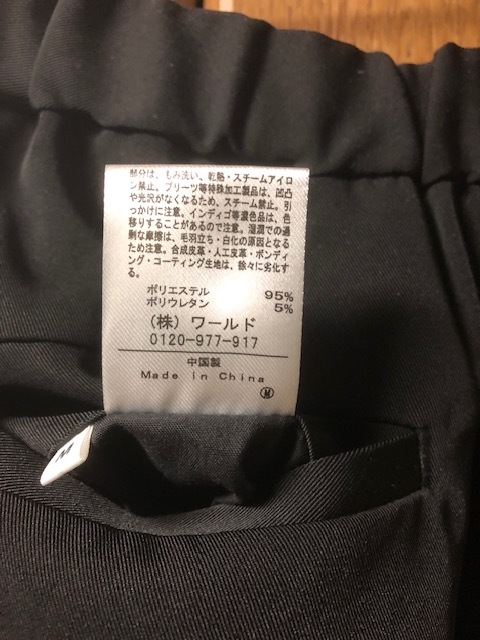 部分は、もみ洗い、乾熱・スチームアイロ
ン禁止。プリーツ等特殊加工製品は、凹凸
や光沢がなくなるため、スチーム禁止。引
っかけに注意。インディゴ等濃色品は、色
移りすることがあるので注意。湿潤での過
剰な摩擦は、毛羽立ち・白化の原因となる
ため注意。合成皮革・人工皮革・ボンディ
ング・コーティング生地は、徐々に劣化す
る。
ポリエステル 95%
ポリウレタン 5%
(株) ワールド
0120-977-917
中国製
Made in China
Ⓜ
M